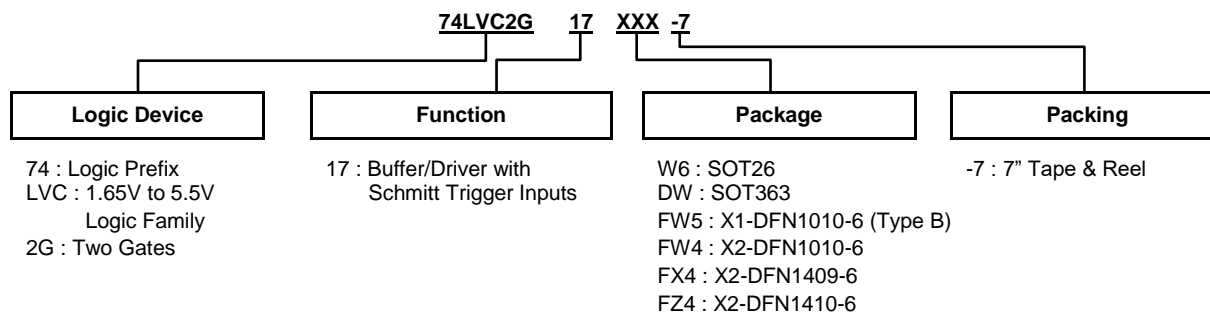 74LVC2G 17 XXX -7
Logic Device
Function
Package
Packing
74 : Logic Prefix
LVC : 1.65V to 5.5V
Logic Family
2G : Two Gates
17 : Buffer/Driver with
Schmitt Trigger Inputs
W6 : SOT26
DW : SOT363
FW5 : X1-DFN1010-6 (Type B)
FW4 : X2-DFN1010-6
FX4 : X2-DFN1409-6
FZ4 : X2-DFN1410-6
-7 : 7” Tape & Reel